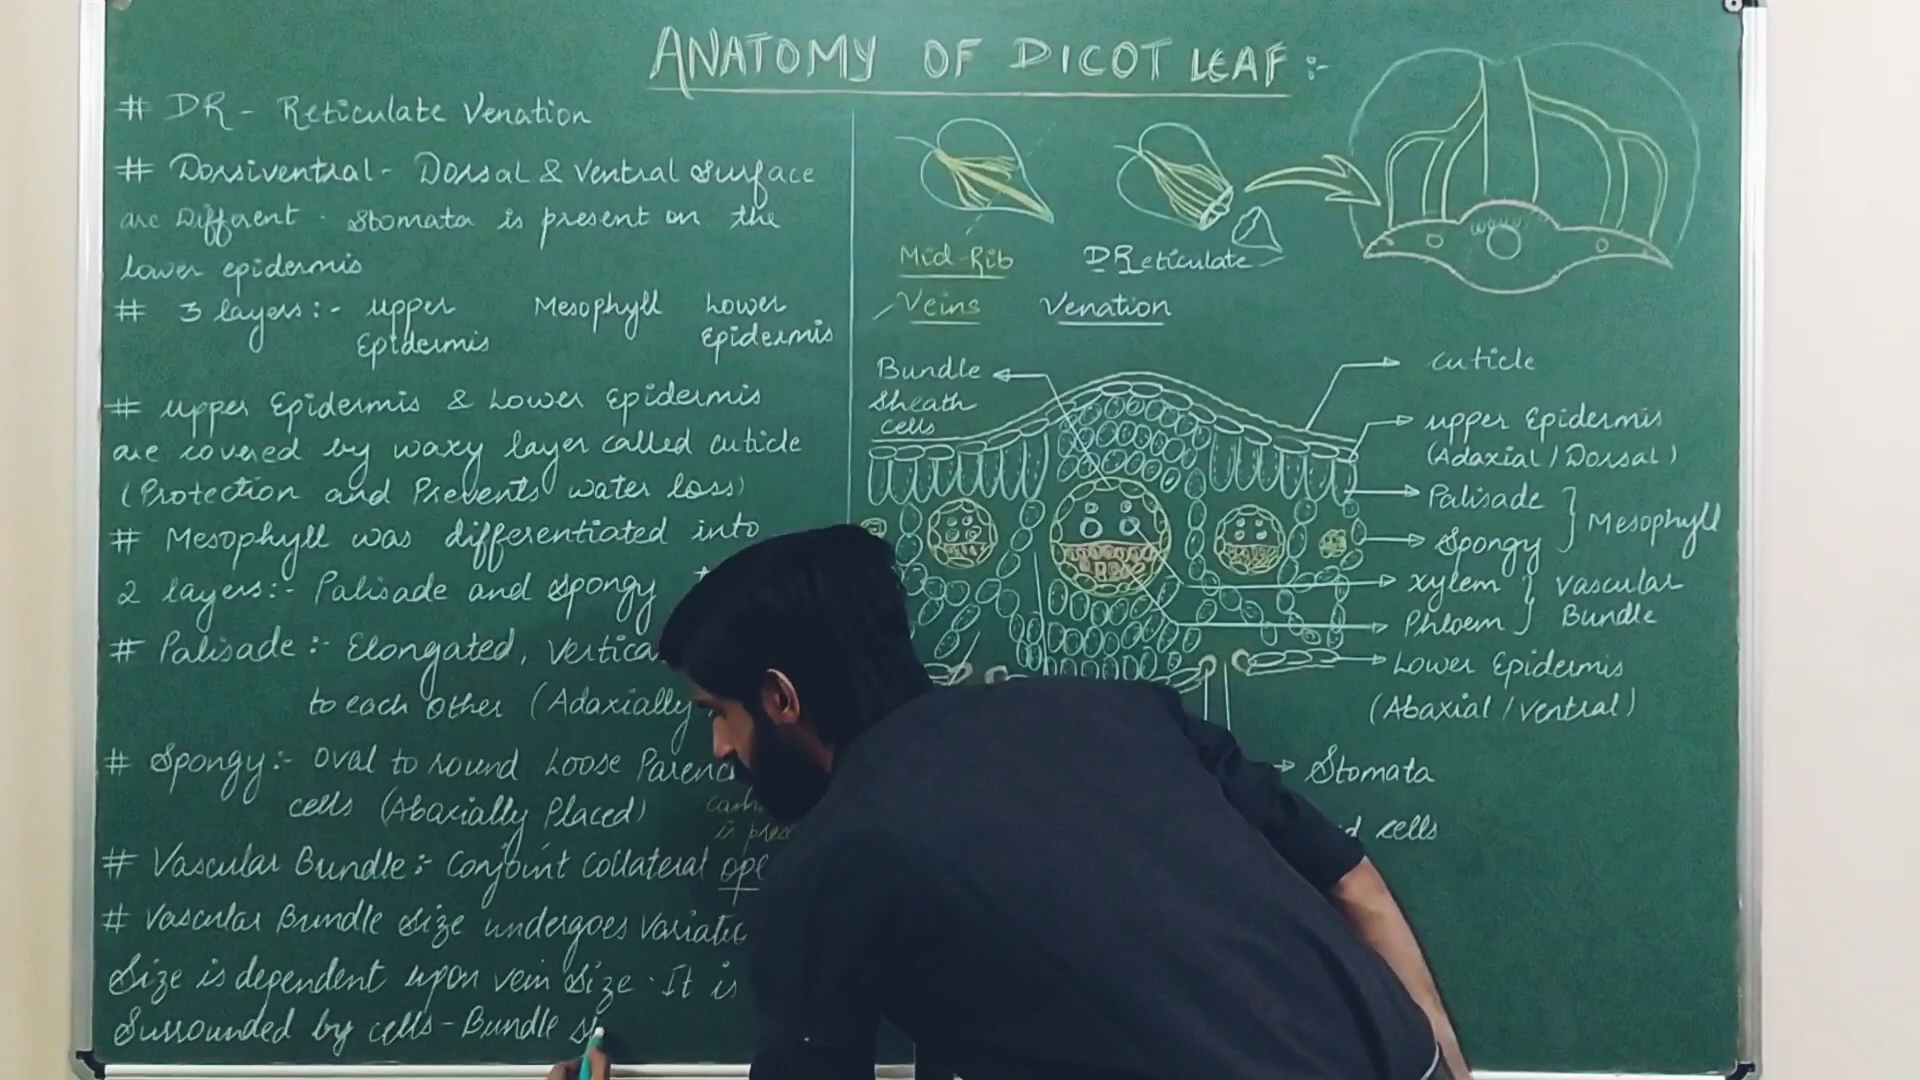 ANATOMY OF DICOT LEAF :-
# DR - Reticulate Venation
# Dorsiventral - Dorsal & Ventral Surface
are Different . Stomata is present on the
lower epidermis
# 3 layers :- upper Mesophyll Lower
Epidermis Epidermis
# upper Epidermis & Lower Epidermis
are covered by waxy layer called cuticle
(Protection and Prevents water loss)
# Mesophyll was differentiated into
2 layers :- Palisade and Spongy
# Palisade :- Elongated,
to each other (Adaxially
# Spongy :- Oval to round Loose
cells (Abaxially Placed)
# Vascular Bundle :- Conjoint Collateral
# Vascular Bundle Size undergoes
Size is dependent upon vein Size . It is
Surrounded by cells - Bundle
Mid-Rib
Veins
DReticulate
Venation
Bundle
Sheath
cells
cuticle
upper Epidermis
(Adaxial / Dorsal)
Palisade
Spongy
Mesophyll
xylem
Phloem
Vascular
Bundle
Lower Epidermis
(Abaxial / ventral)
Stomata
cells